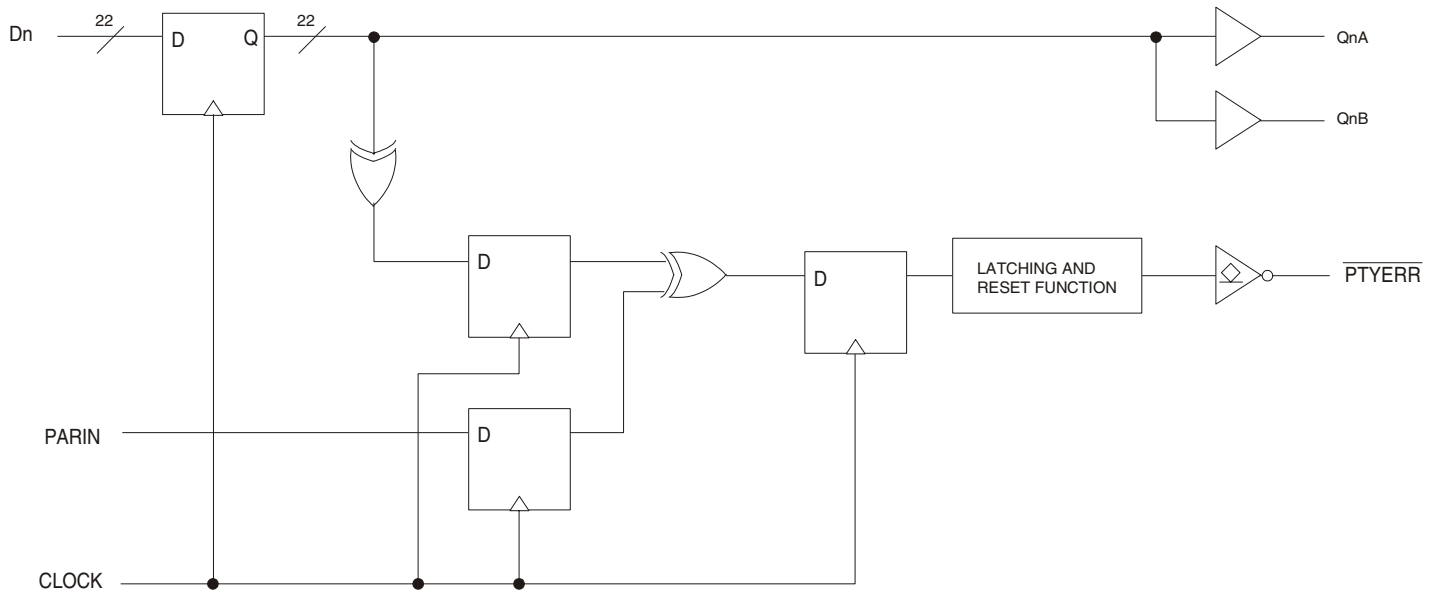 22
22
Dn
D
Q
QnA
QnB
D
D
LATCHING AND
RESET FUNCTION
PTYERR
PARIN
D
CLOCK